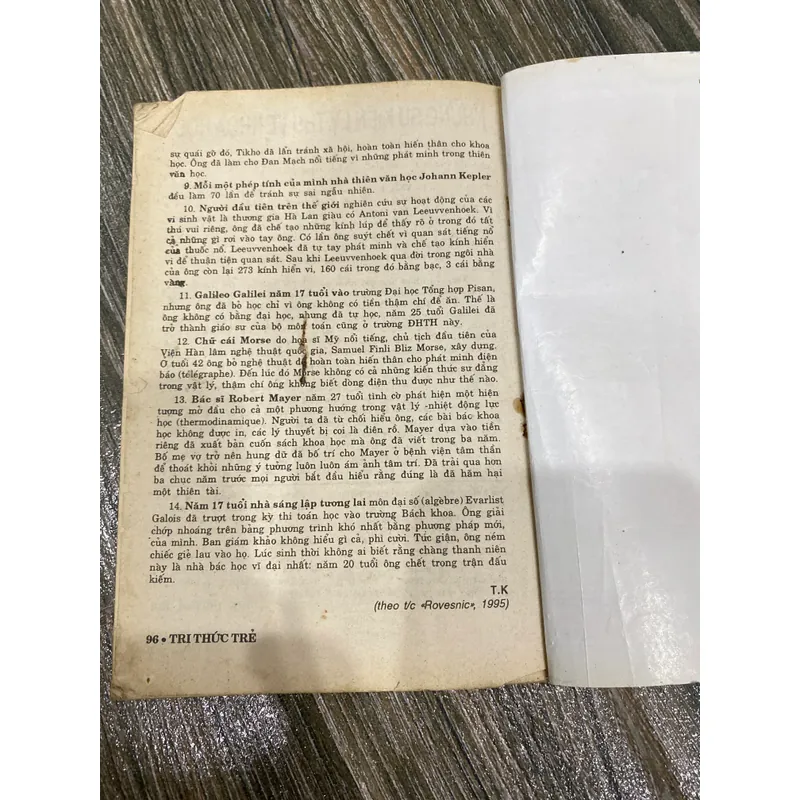 sự quái gở đó, Tikho đã lẩn tránh xã hội, hoàn toàn hiến thân cho khoa
học. Ông đã làm cho Đan Mạch nổi tiếng vì những phát minh trong thiên
văn học.
9. Mỗi một phép tính của mình nhà thiên văn học Johann Kepler
đều làm 70 lần để tránh sự sai ngẫu nhiên.
10. Người đầu tiên trên thế giới nghiên cứu sự hoạt động của các
vi sinh vật là thương gia Hà Lan giàu có Antoni van Leeuvvenhoek. Vì
thú vui riêng, ông đã chế tạo những kính lúp để thấy rõ ở trong đó tất
cả những gì rơi vào tay ông. Có lần ông suýt chết vì quan sát tiếng nổ
của thuốc nổ. Leeuvvenhoek đã tự tay phát minh và chế tạo kính hiển
vi để thuận tiện quan sát. Sau khi Leeuvvenhoek qua đời trong ngôi nhà
của ông còn lại 273 kính hiển vi, 160 cái trong đó bằng bạc, 3 cái bằng
vàng.
11. Galileo Galilei năm 17 tuổi vào trường Đại học Tổng hợp Pisan,
nhưng ông đã bỏ học chỉ vì ông không có tiền thậm chí để ăn. Thế là
ông không có bằng đại học, nhưng đã tự học, năm 25 tuổi Galilei đã
trở thành giáo sư của bộ môn toán cũng ở trường ĐHTH này.
12. Chữ cái Morse do họa sĩ Mỹ nổi tiếng, chủ tịch đầu tiên của
Viện Hàn lâm nghệ thuật quốc gia, Samuel Finli Bliz Morse, xây dựng.
Ở tuổi 42 ông bỏ nghệ thuật để hoàn toàn hiến thân cho phát minh điện
báo (télégraphe). Đến lúc đó Morse không có cả những kiến thức sư đẳng
trong vật lý, thậm chí ông không biết dòng điện thu được như thế nào.
13. Bác sĩ Robert Mayer năm 27 tuổi tình cờ phát hiện một hiện
tượng mở đầu cho cả một phương hướng trong vật lý -nhiệt động lực
học (thermodinamique). Người ta đã từ chối hiểu ông, các bài báo khoa
học không được in, các lý thuyết bị coi là điên rồ. Mayer dựa vào tiền
riêng đã xuất bản cuốn sách khoa học mà ông đã viết trong ba năm.
Bố mẹ vợ trở nên hung dữ đã bố trí cho Mayer ở bệnh viện tâm thần
để thoát khỏi những ý tưởng luôn luôn ám ảnh tâm trí. Đã trải qua hơn
ba chục năm trước mọi người bắt đầu hiểu rằng đúng là đã hãm hại
một thiên tài.
14. Năm 17 tuổi nhà sáng lập tương lai môn đại số (algèbre) Evarlist
Galois đã trượt trong kỳ thi toán học vào trường Bách khoa. Ông giải
chớp nhoáng trên bảng phương trình khó nhất bằng phương pháp mới,
của mình. Ban giám khảo không hiểu gì cả, phì cười. Tức giận, ông ném
chiếc giẻ lau vào họ. Lúc sinh thời không ai biết rằng chàng thanh niên
này là nhà bác học vĩ đại nhất: năm 20 tuổi ông chết trong trận đấu
kiếm.
T.K
(theo t/c «Rovesnic», 1995)
96 • TRI THỨC TRẺ